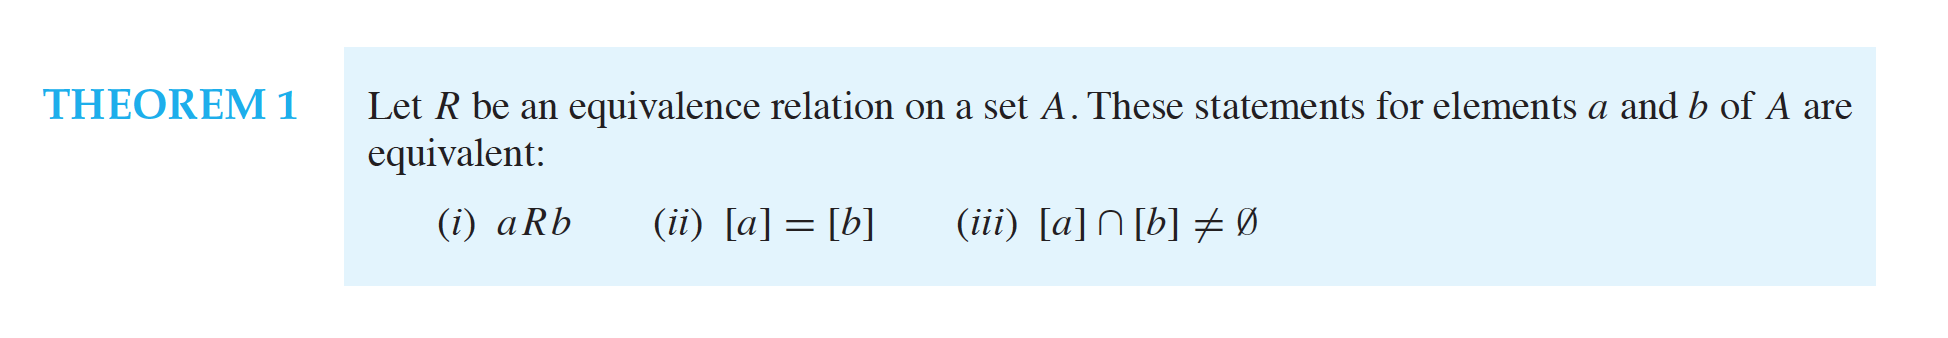 THEOREM 1 Let R be an equivalence relation on a set A. These statements for elements a and b of A are
equivalent:
(i) aRb (ii) [a] = [b] (iii) [a] ∩ [b] ≠ ∅